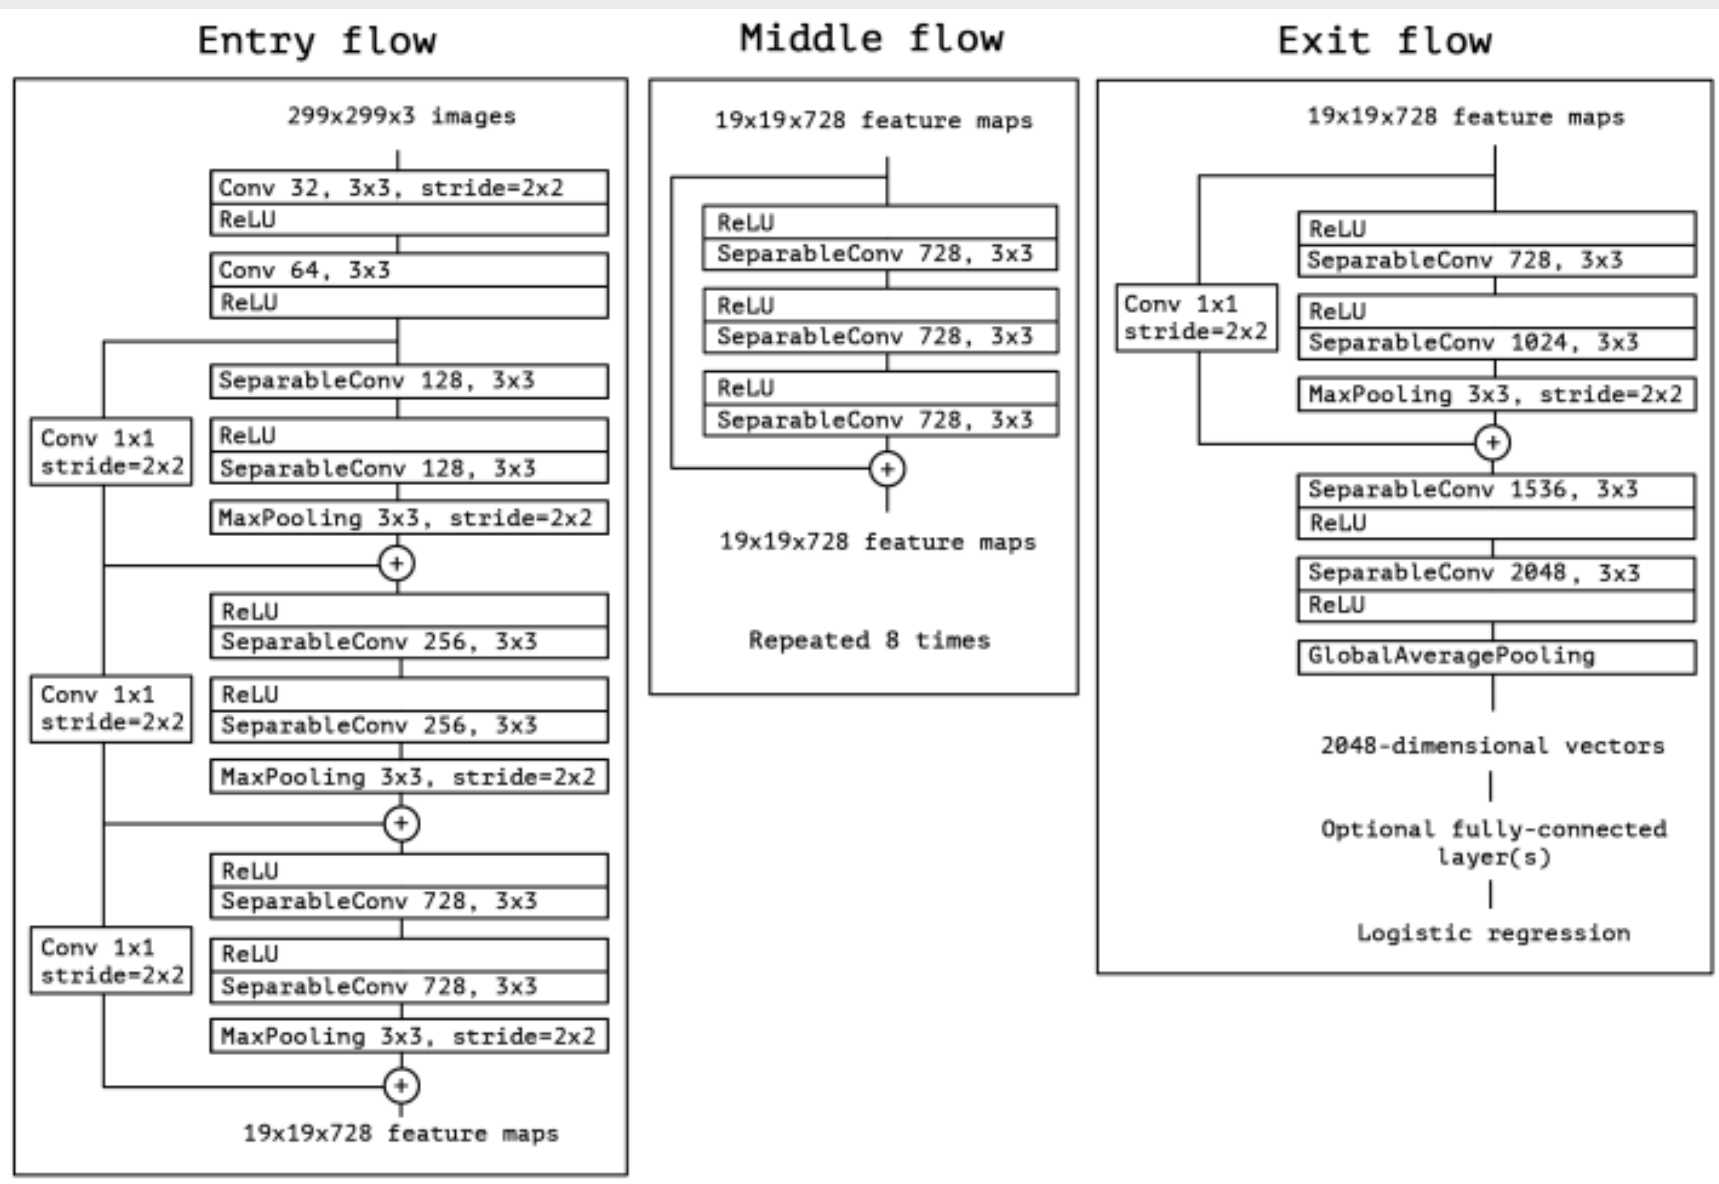 Entry flow
299x299x3 images
Conv 32, 3x3, stride=2x2
ReLU
Conv 64, 3x3
ReLU
SeparableConv 128, 3x3
Conv 1x1
stride=2x2
ReLU
SeparableConv 128, 3x3
MaxPooling 3x3, stride=2x2
+
ReLU
SeparableConv 256, 3x3
Conv 1x1
stride=2x2
ReLU
SeparableConv 256, 3x3
MaxPooling 3x3, stride=2x2
+
ReLU
SeparableConv 728, 3x3
Conv 1x1
stride=2x2
ReLU
SeparableConv 728, 3x3
MaxPooling 3x3, stride=2x2
+
19x19x728 feature maps
Middle flow
19x19x728 feature maps
ReLU
SeparableConv 728, 3x3
ReLU
SeparableConv 728, 3x3
ReLU
SeparableConv 728, 3x3
+
19x19x728 feature maps
Repeated 8 times
Exit flow
19x19x728 feature maps
ReLU
SeparableConv 728, 3x3
Conv 1x1
stride=2x2
ReLU
SeparableConv 1024, 3x3
MaxPooling 3x3, stride=2x2
+
SeparableConv 1536, 3x3
ReLU
SeparableConv 2048, 3x3
ReLU
GlobalAveragePooling
2048-dimensional vectors
Optional fully-connected
layer(s)
Logistic regression